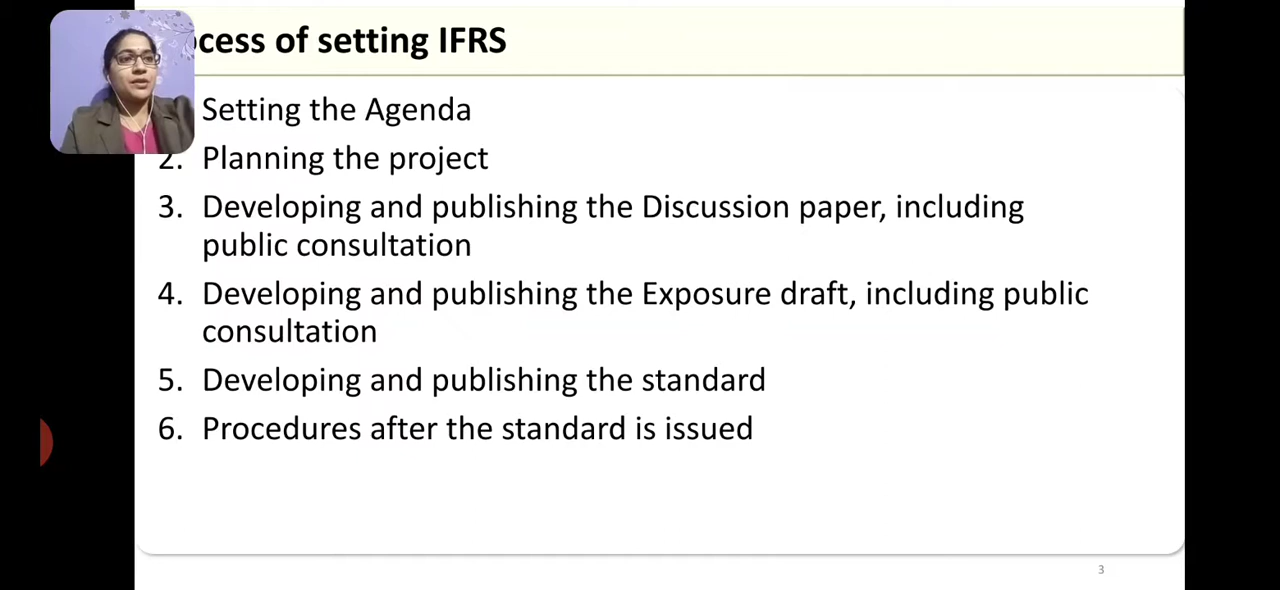 cess of setting IFRS
Setting the Agenda
2. Planning the project
3. Developing and publishing the Discussion paper, including
public consultation
4. Developing and publishing the Exposure draft, including public
consultation
5. Developing and publishing the standard
6. Procedures after the standard is issued
3